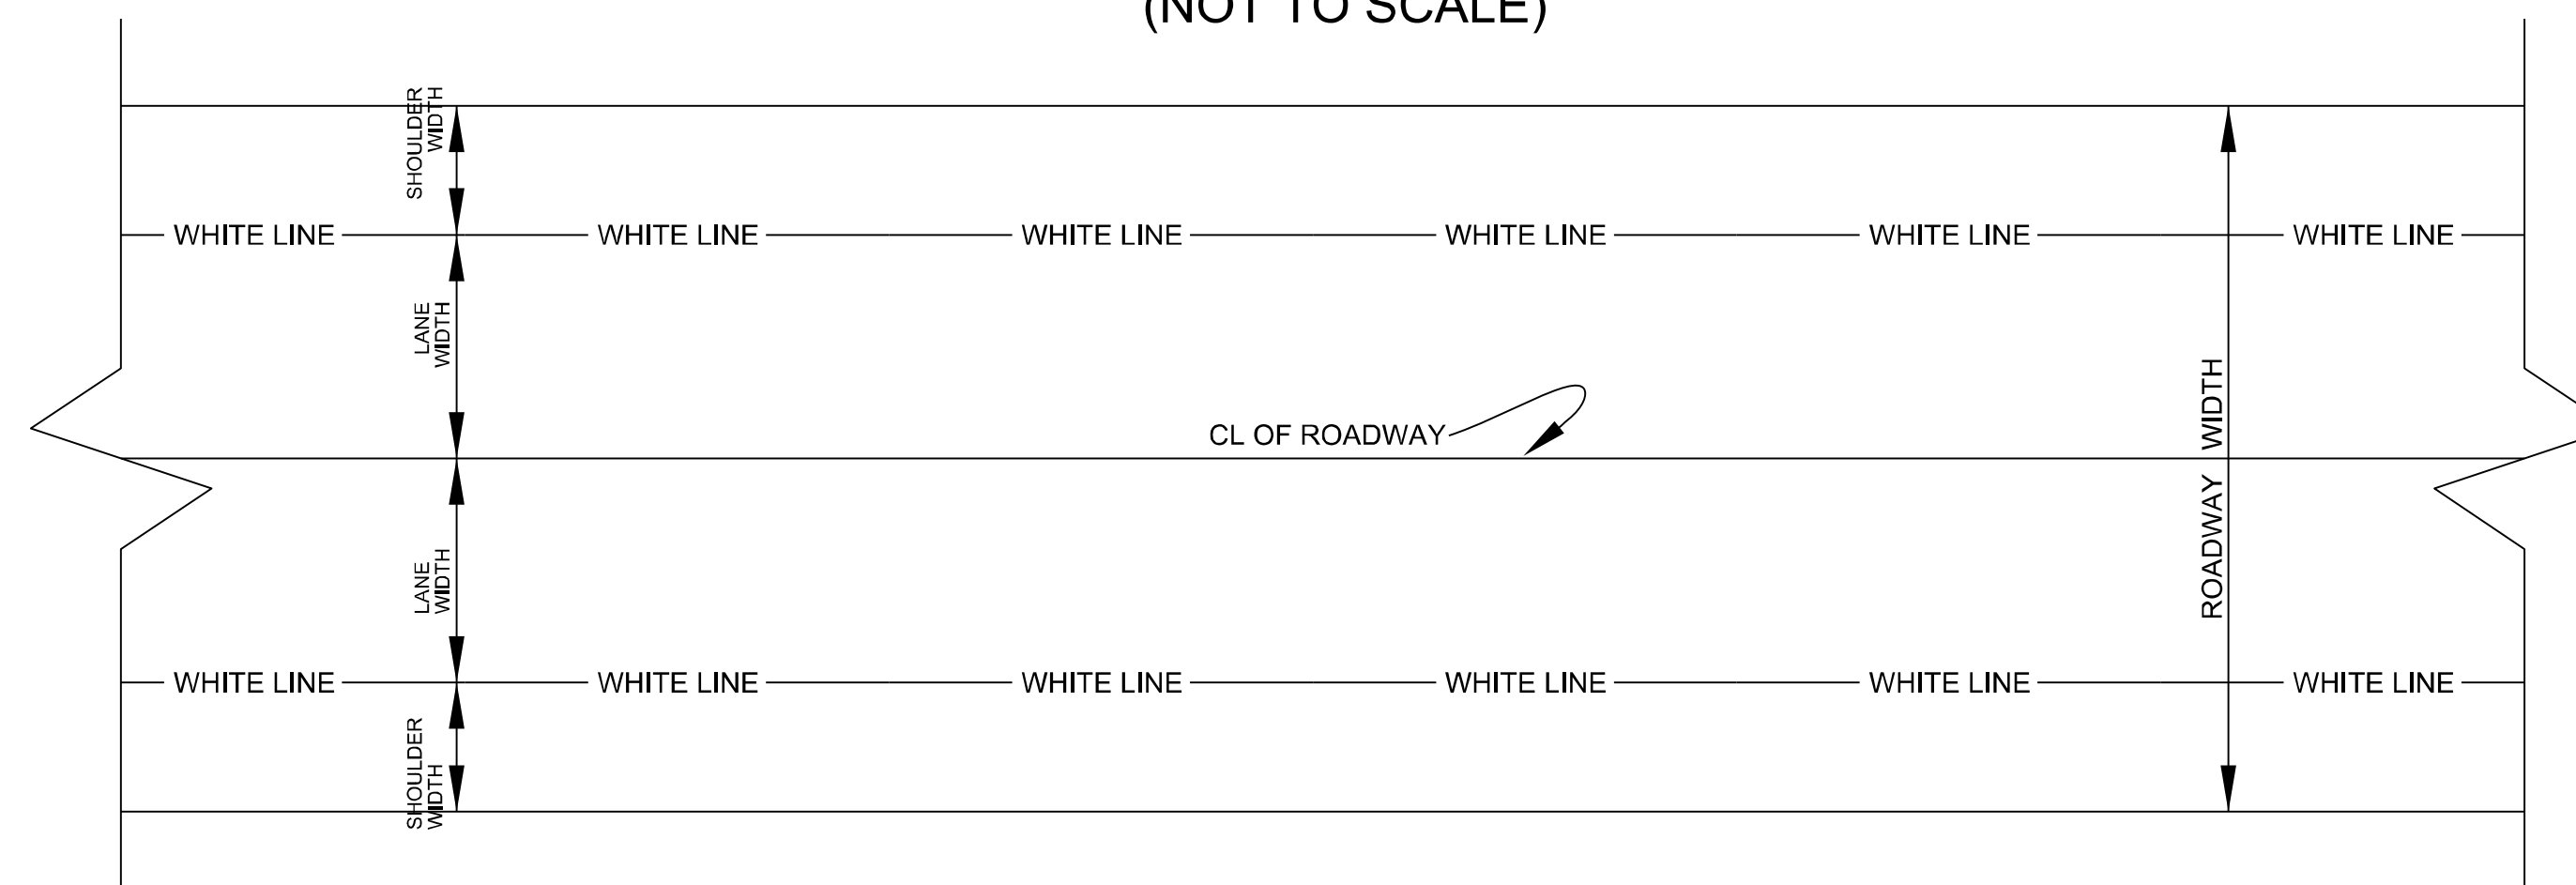 (NOT TO SCALE)
SHOULDER
WIDTH
WHITE LINE WHITE LINE WHITE LINE WHITE LINE WHITE LINE WHITE LINE
LANE
WIDTH
CL OF ROADWAY
ROADWAY WIDTH
LANE
WIDTH
WHITE LINE WHITE LINE WHITE LINE WHITE LINE WHITE LINE WHITE LINE
SHOULDER
WIDTH